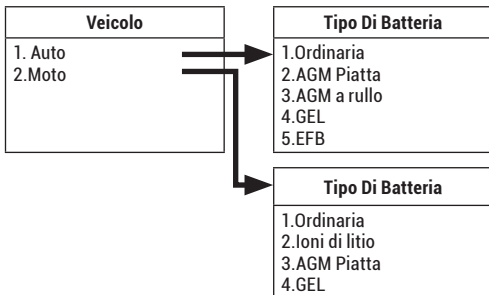 Veicolo
1. Auto
2.Moto
Tipo Di Batteria
1.Ordinaria
2.AGM Piatta
3.AGM a rullo
4.GEL
5.EFB
Tipo Di Batteria
1.Ordinaria
2.Ioni di litio
3.AGM Piatta
4.GEL